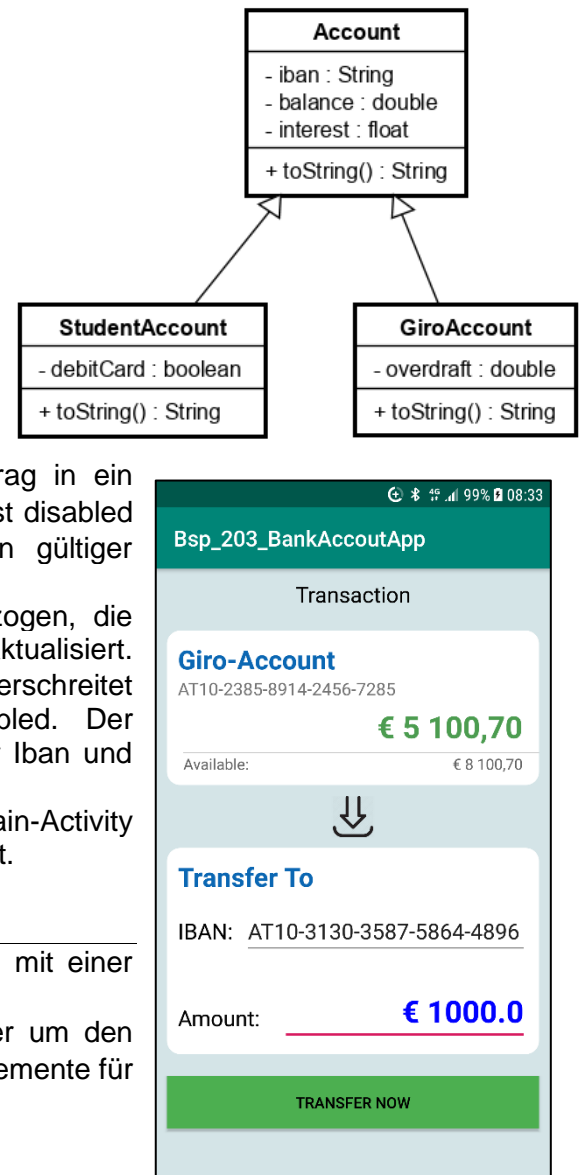 Account
- iban : String
- balance : double
- interest : float
+ toString() : String
StudentAccount
- debitCard : boolean
+ toString() : String
GiroAccount
- overdraft : double
+ toString() : String
rag in ein
st disabled
n gültiger
zogen, die
ktualisiert.
erschreitet
bled. Der
Iban und
ain-Activity
t.
mit einer
er um den
emente für
4G 99% 08:33
Bsp_203_BankAccoutApp
Transaction
Giro-Account
AT10-2385-8914-2456-7285
€ 5 100,70
Available: € 8 100,70
Transfer To
IBAN: AT10-3130-3587-5864-4896
Amount: € 1000.0
TRANSFER NOW